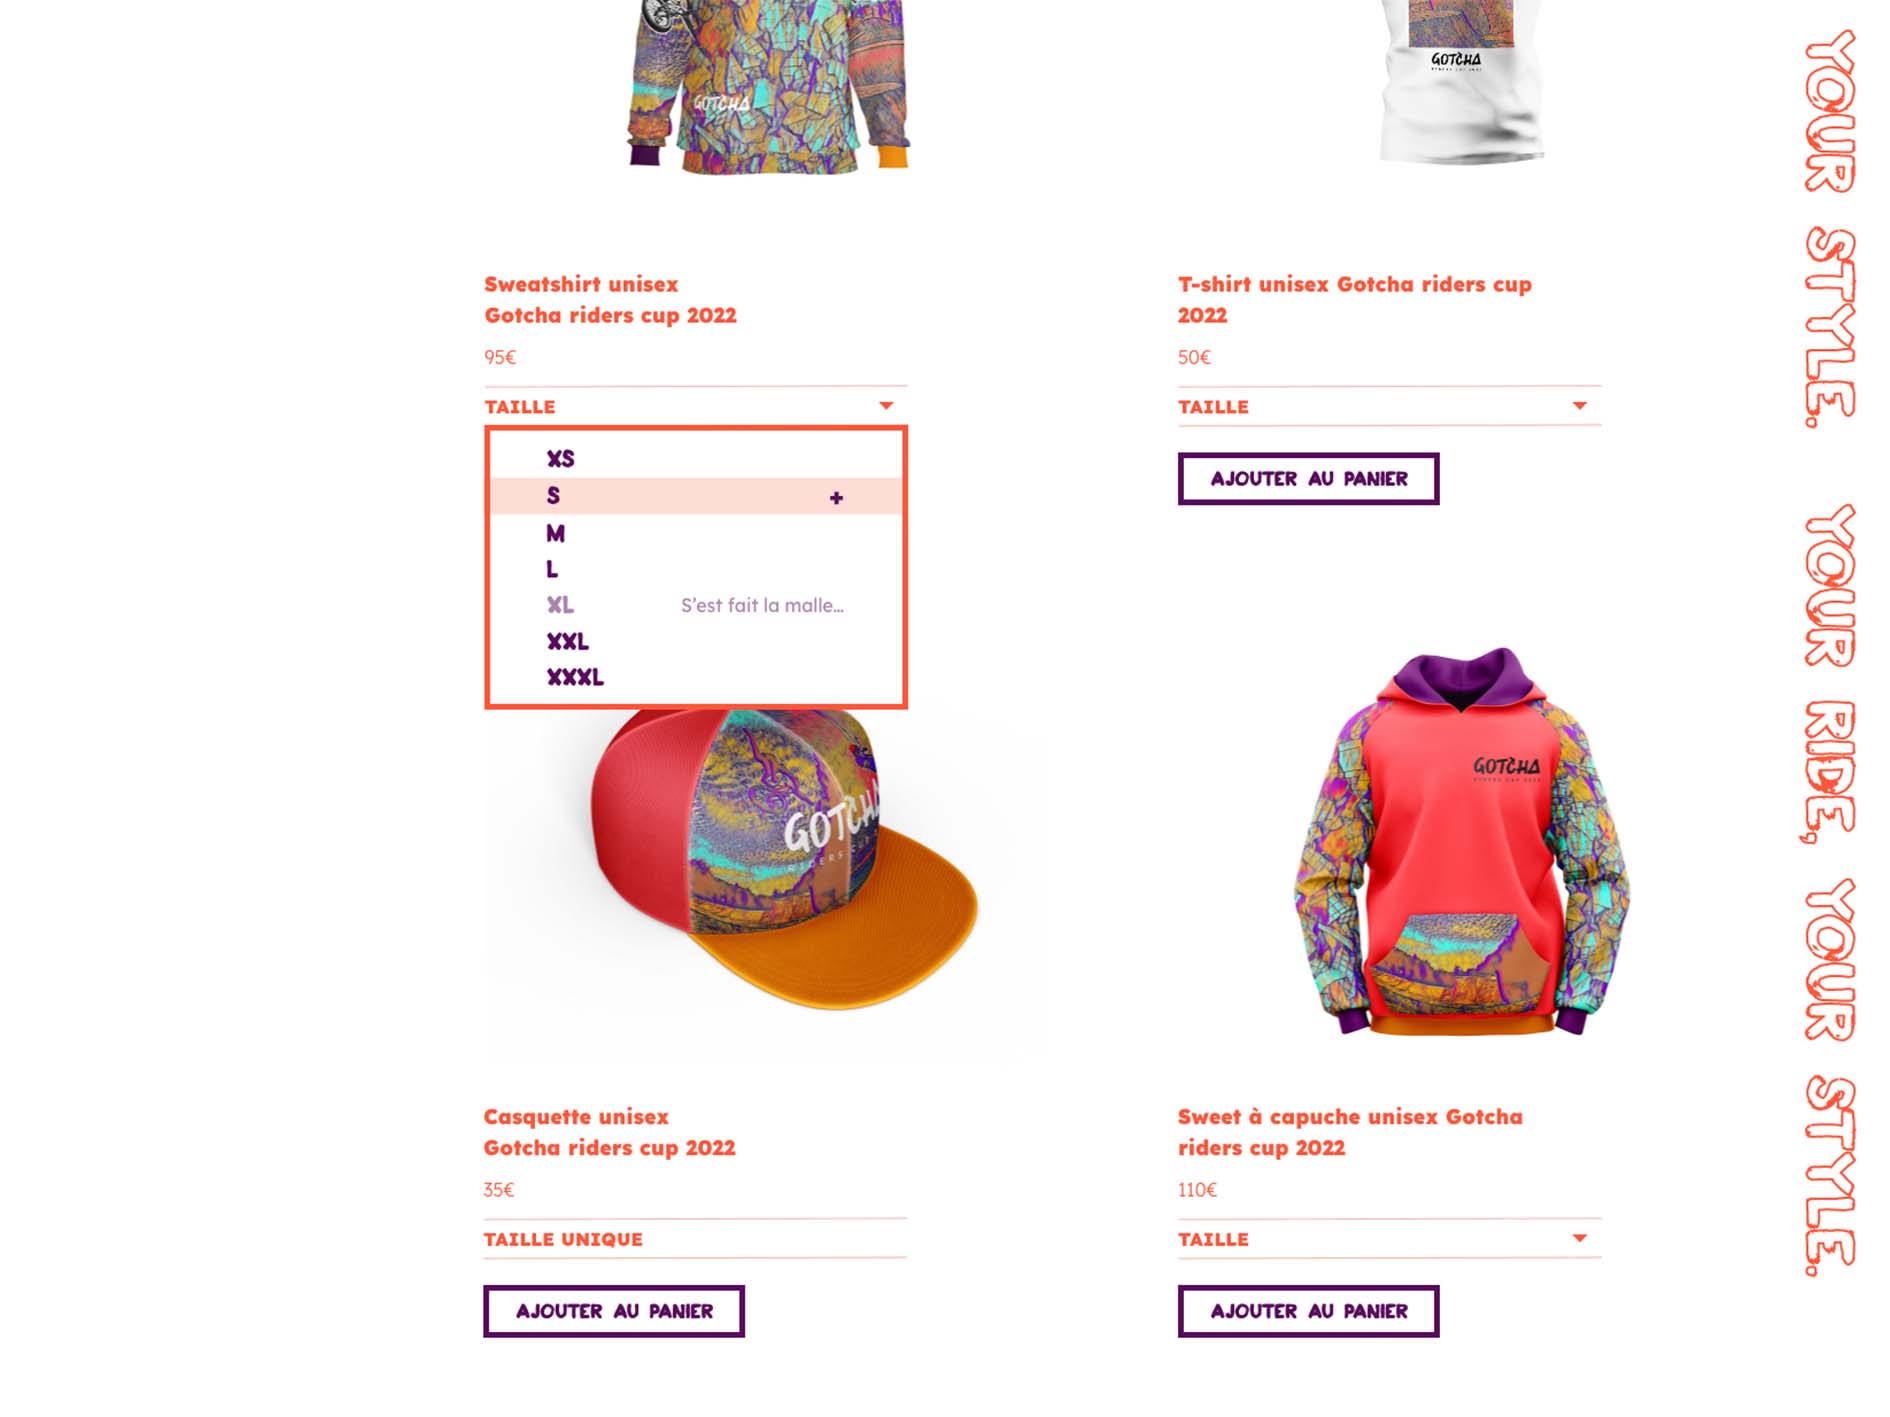 GOTCHA
GOTCHA
Sweatshirt unisex
Gotcha riders cup 2022
95€
TAILLE
XS
S +
M
L
XL S’est fait la malle...
XXL
XXXL
T-shirt unisex Gotcha riders cup
2022
50€
TAILLE
AJOUTER AU PANIER
GOTCHA
RIDERS CUP
GOTCHA
Casquette unisex
Gotcha riders cup 2022
35€
TAILLE UNIQUE
AJOUTER AU PANIER
Sweet à capuche unisex Gotcha
riders cup 2022
110€
TAILLE
AJOUTER AU PANIER
YOUR STYLE. YOUR RIDE, YOUR STYLE.